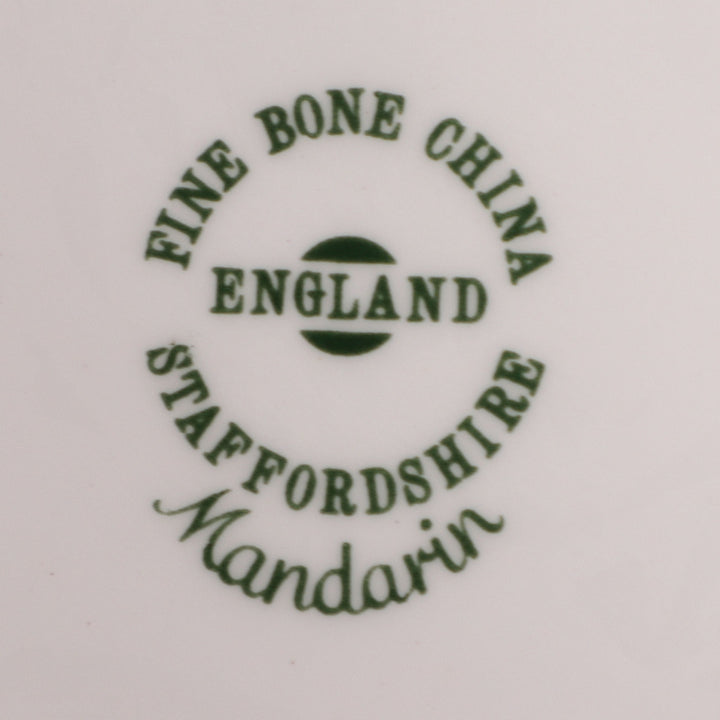 FINE BONE CHINA
ENGLAND
STAFFORDSHIRE
Mandarin